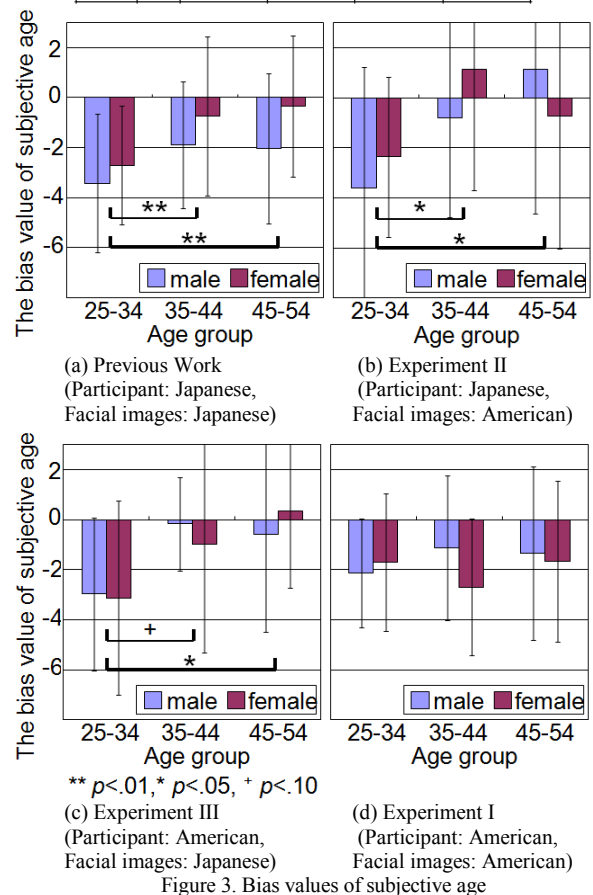 The bias value of subjective age
2
0
-2
-4
-6
**
**
male female
25-34 35-44 45-54
Age group
(a) Previous Work
(Participant: Japanese,
Facial images: Japanese)
*
*
male female
25-34 35-44 45-54
Age group
(b) Experiment II
(Participant: Japanese,
Facial images: American)
The bias value of subjective age
2
0
-2
-4
-6
+
*
male female
25-34 35-44 45-54
Age group
** p<.01,* p<.05, + p<.10
(c) Experiment III
(Participant: American,
Facial images: Japanese)
male female
25-34 35-44 45-54
Age group
(d) Experiment I
(Participant: American,
Facial images: American)
Figure 3. Bias values of subjective age